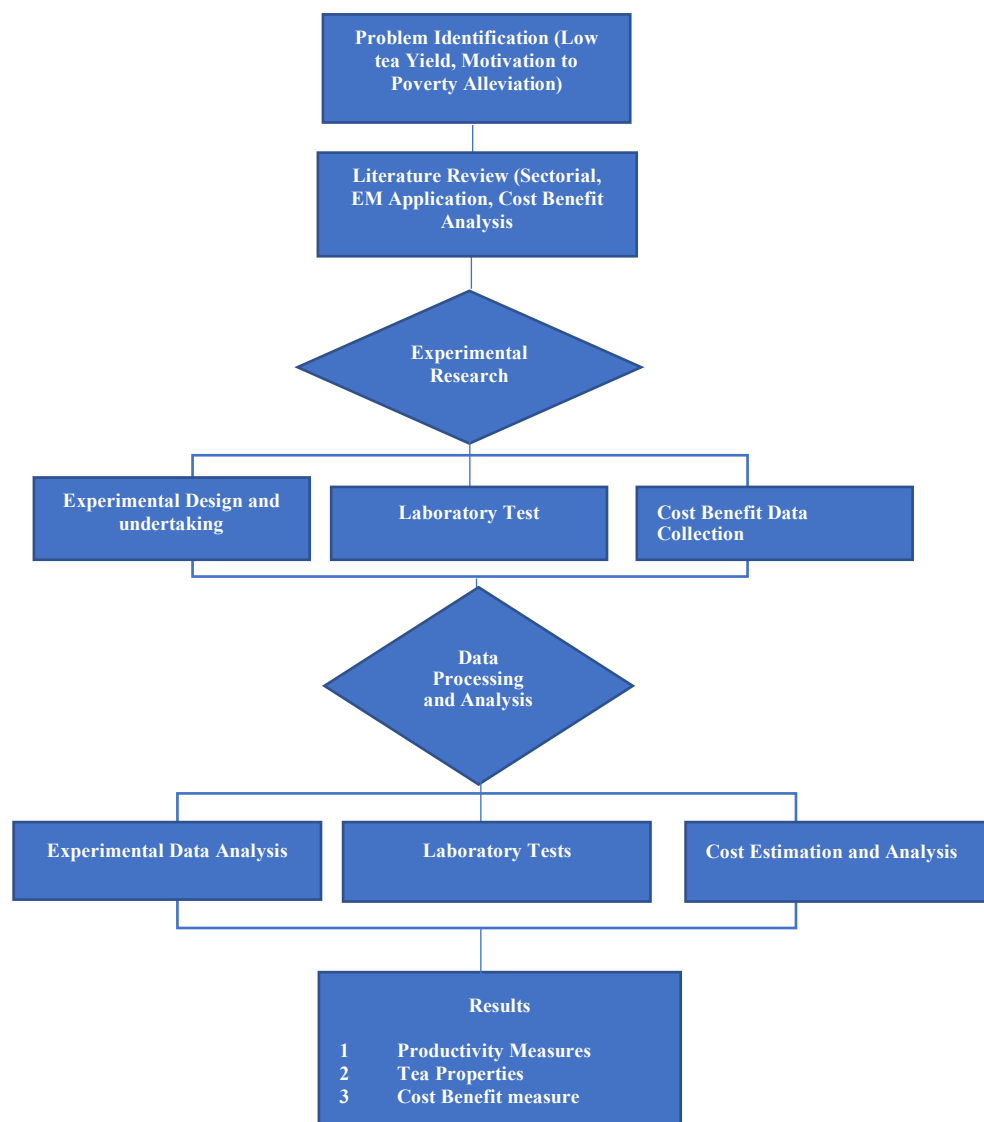 Problem Identification (Low
tea Yield, Motivation to
Poverty Alleviation)
Literature Review (Sectorial,
EM Application, Cost Benefit
Analysis
Experimental
Research
Experimental Design and
undertaking
Laboratory Test
Cost Benefit Data
Collection
Data
Processing
and Analysis
Experimental Data Analysis
Laboratory Tests
Cost Estimation and Analysis
Results
1 Productivity Measures
2 Tea Properties
3 Cost Benefit measure